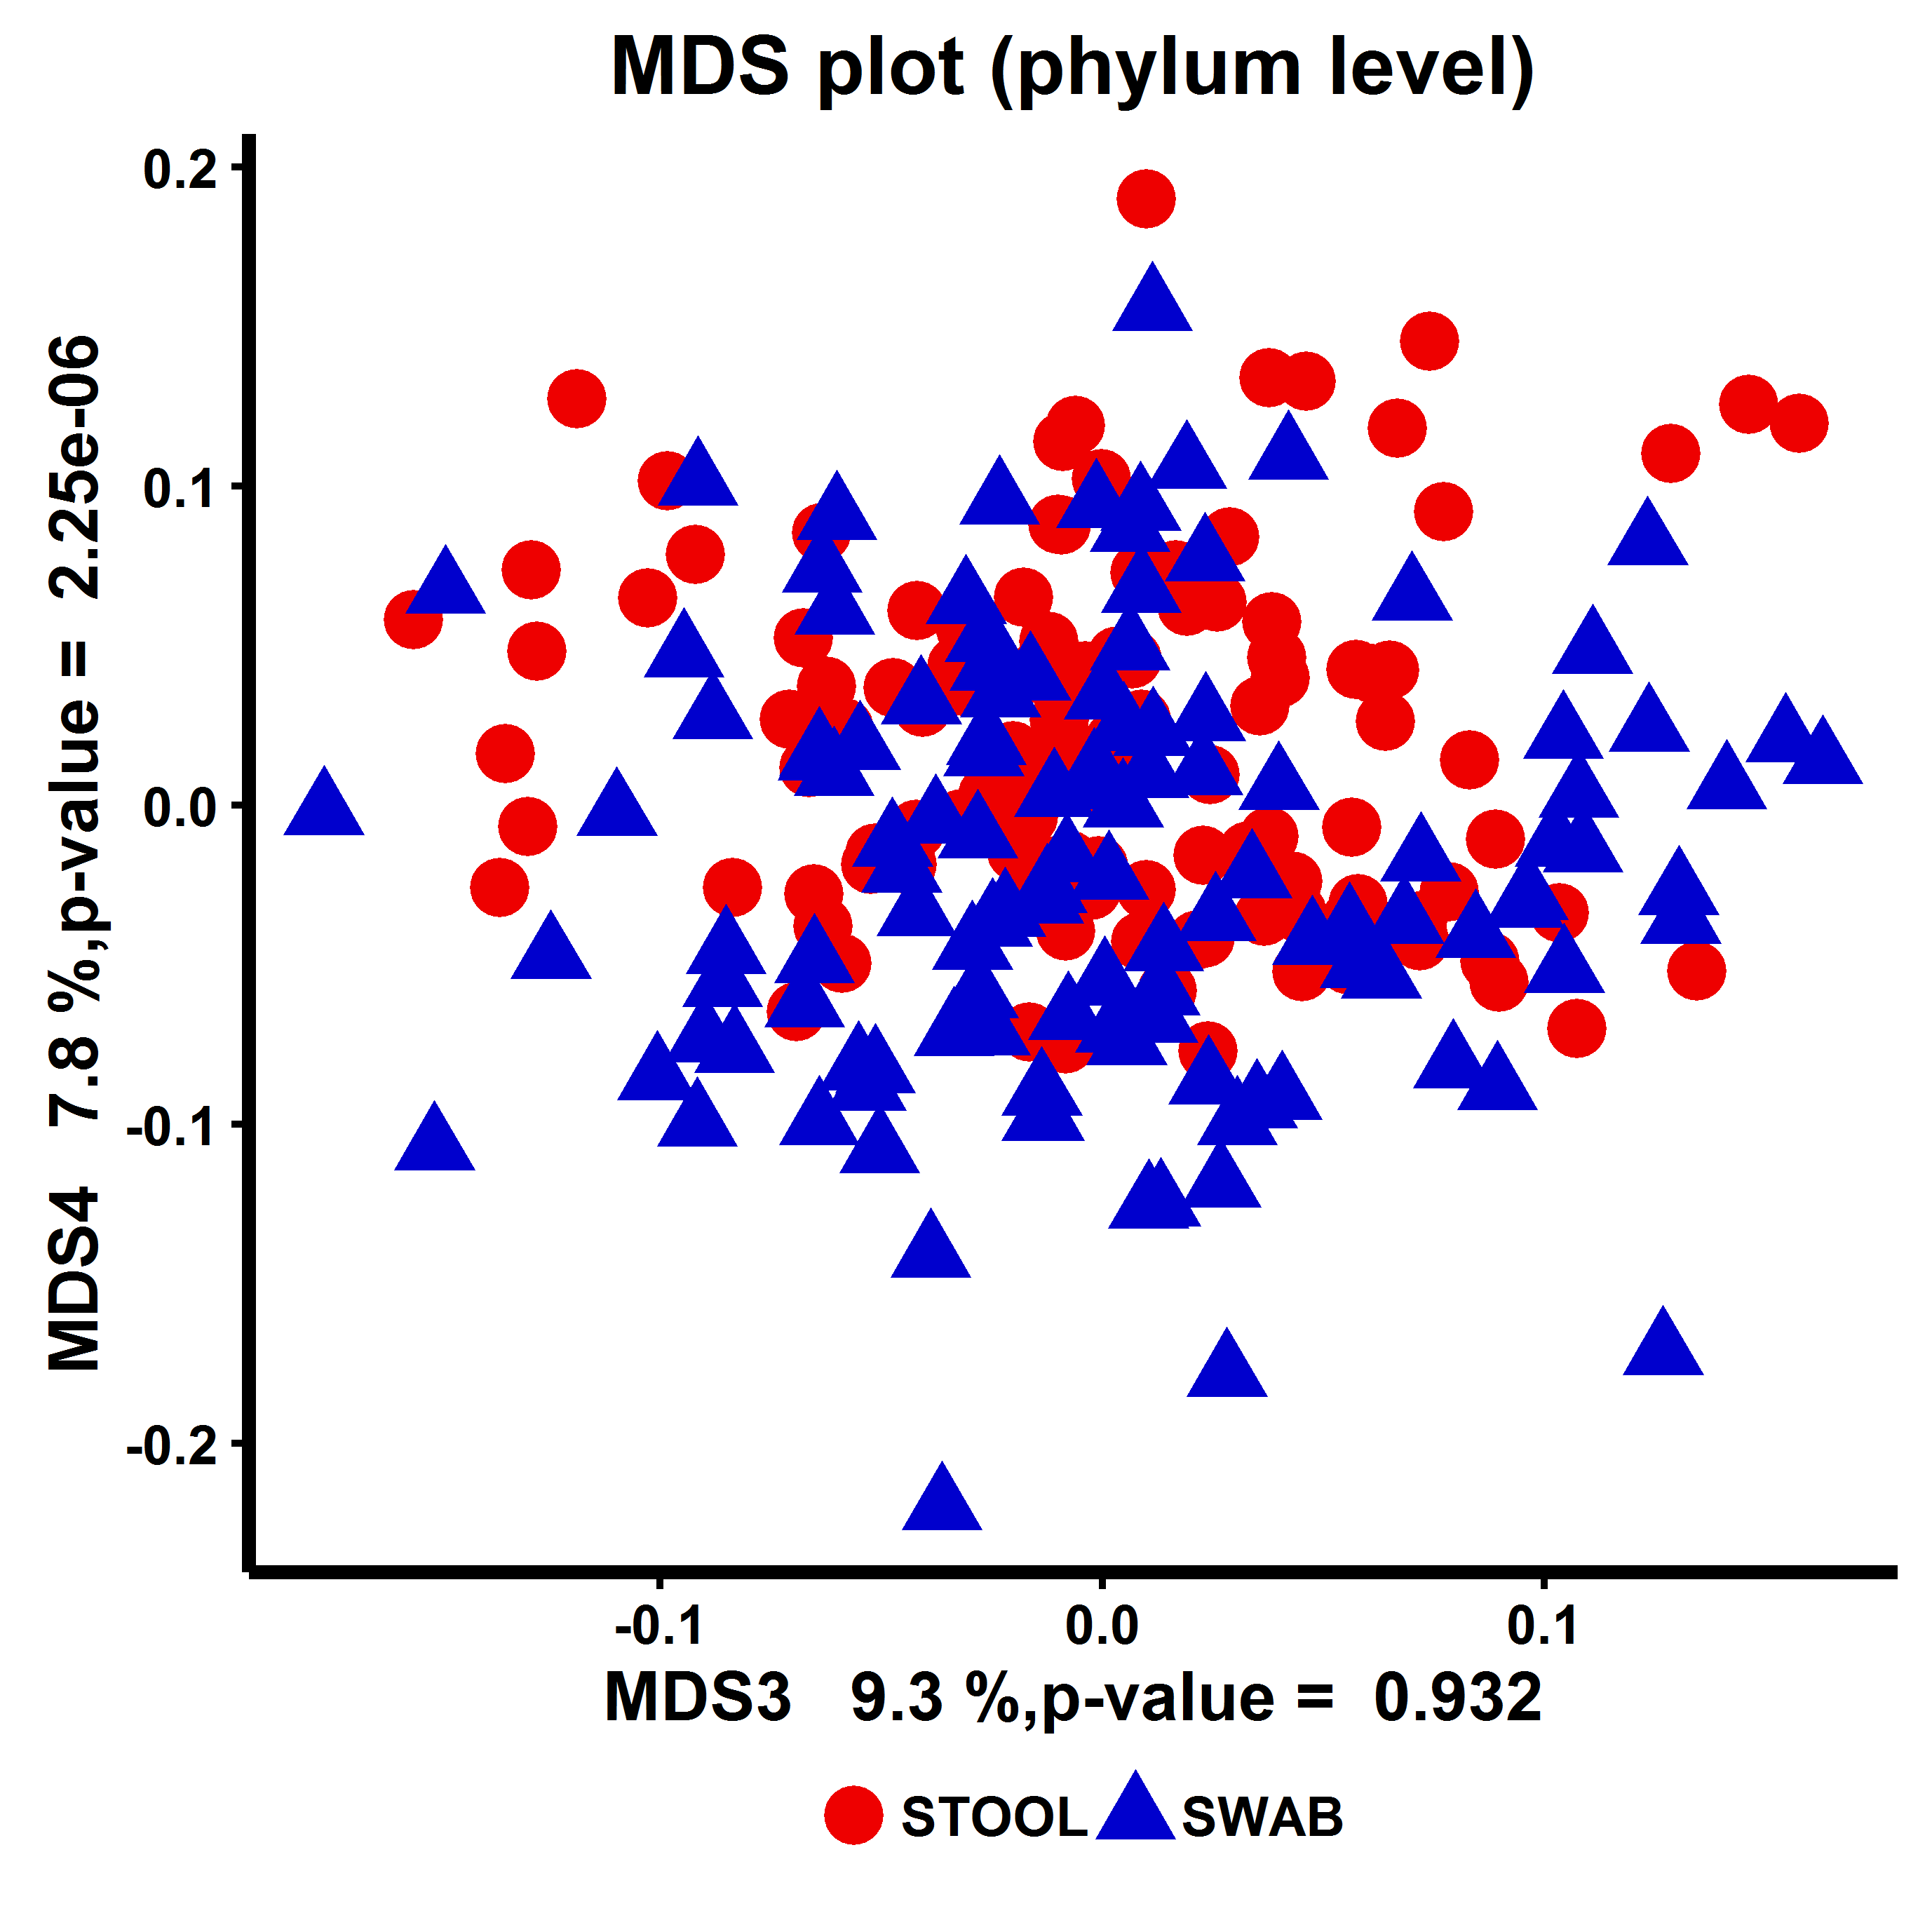 MDS plot (phylum level)
MDS4 7.8 %,p-value = 2.25e-06
0.2
0.1
0.0
-0.1
-0.2
-0.1 0.0 0.1
MDS3 9.3 %,p-value = 0.932
STOOL SWAB